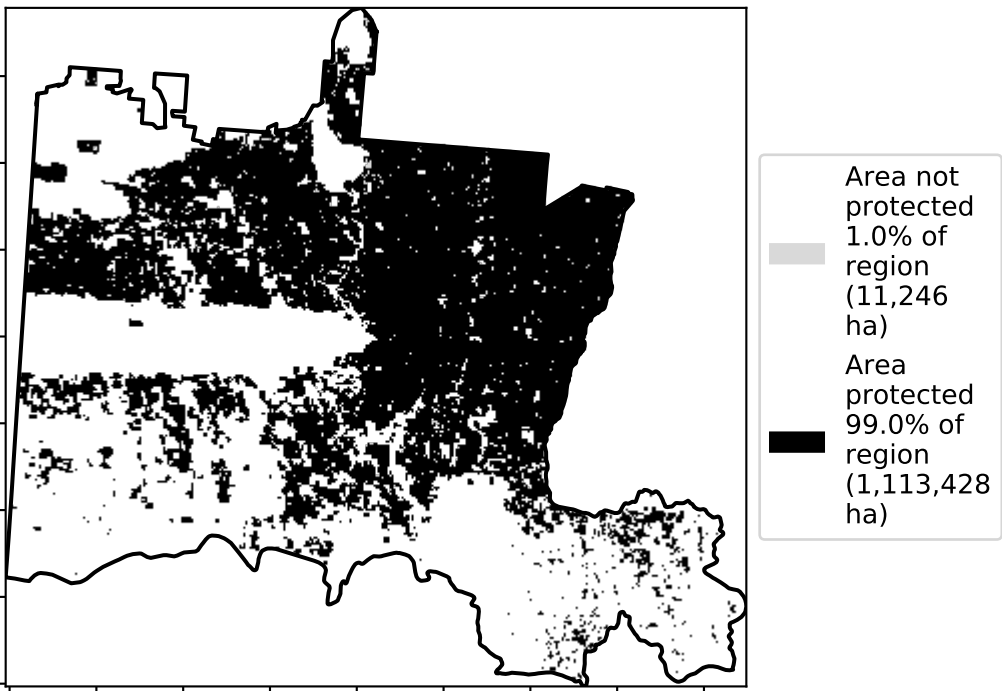 Area not
protected
1.0% of
region
(11,246
ha)
Area
protected
99.0% of
region
(1,113,428
ha)